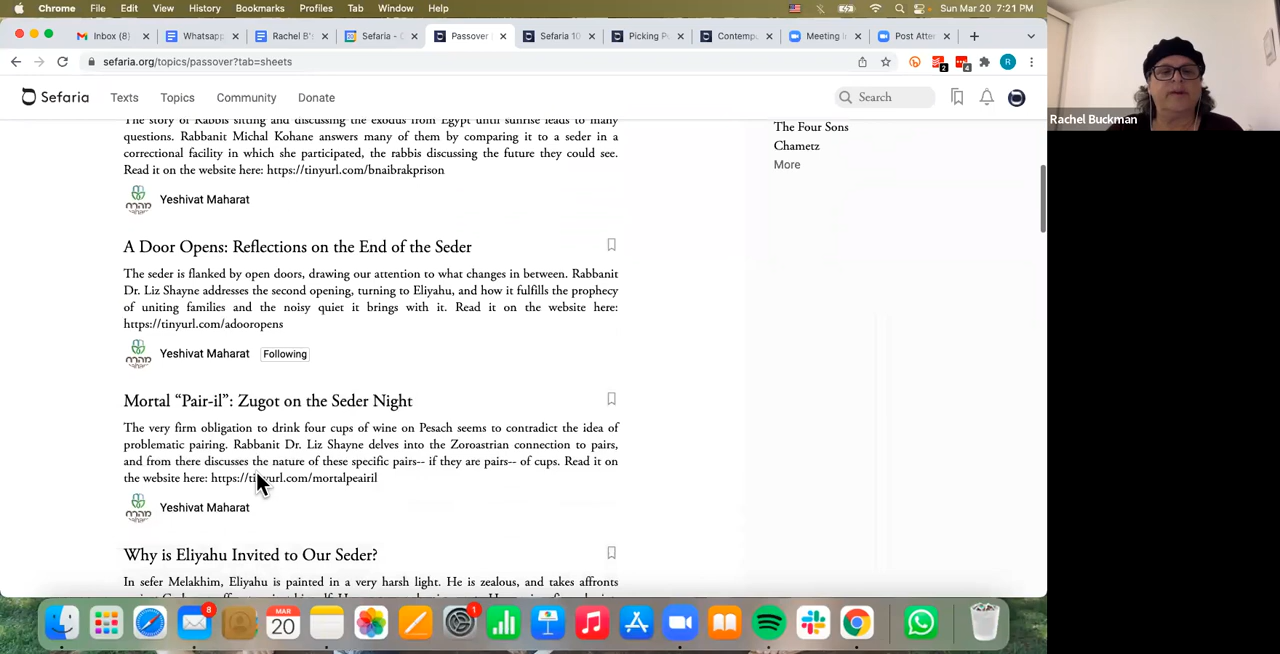 Chrome File Edit View History Bookmarks Profiles Tab Window Help Sun Mar 20 7:21 PM
Inbox (8) Whatsapp Rachel B's Sefaria - C Passover Sefaria 10 Picking P Contemp Meeting I Post Atte
sefaria.org/topics/passover?tab=sheets
2 4 R
Sefaria Texts Topics Community Donate Search
The story of Rabbis sitting and discussing the exodus from Egypt until sunrise leads to many
questions. Rabbanit Michal Kohane answers many of them by comparing it to a seder in a
correctional facility in which she participated, the rabbis discussing the future they could see.
Read it on the website here: https://tinyurl.com/bnaibrakprison
Yeshivat Maharat
A Door Opens: Reflections on the End of the Seder
The seder is flanked by open doors, drawing our attention to what changes in between. Rabbanit
Dr. Liz Shayne addresses the second opening, turning to Eliyahu, and how it fulfills the prophecy
of uniting families and the noisy quiet it brings with it. Read it on the website here:
https://tinyurl.com/adooropens
Yeshivat Maharat Following
Mortal “Pair-il”: Zugot on the Seder Night
The very firm obligation to drink four cups of wine on Pesach seems to contradict the idea of
problematic pairing. Rabbanit Dr. Liz Shayne delves into the Zoroastrian connection to pairs,
and from there discusses the nature of these specific pairs-- if they are pairs-- of cups. Read it on
the website here: https://tinyurl.com/mortalpeairil
Yeshivat Maharat
Why is Eliyahu Invited to Our Seder?
In sefer Melakhim, Eliyahu is painted in a very harsh light. He is zealous, and takes affronts
The Four Sons
Chametz
More
Rachel Buckman
8 MAR 20 1